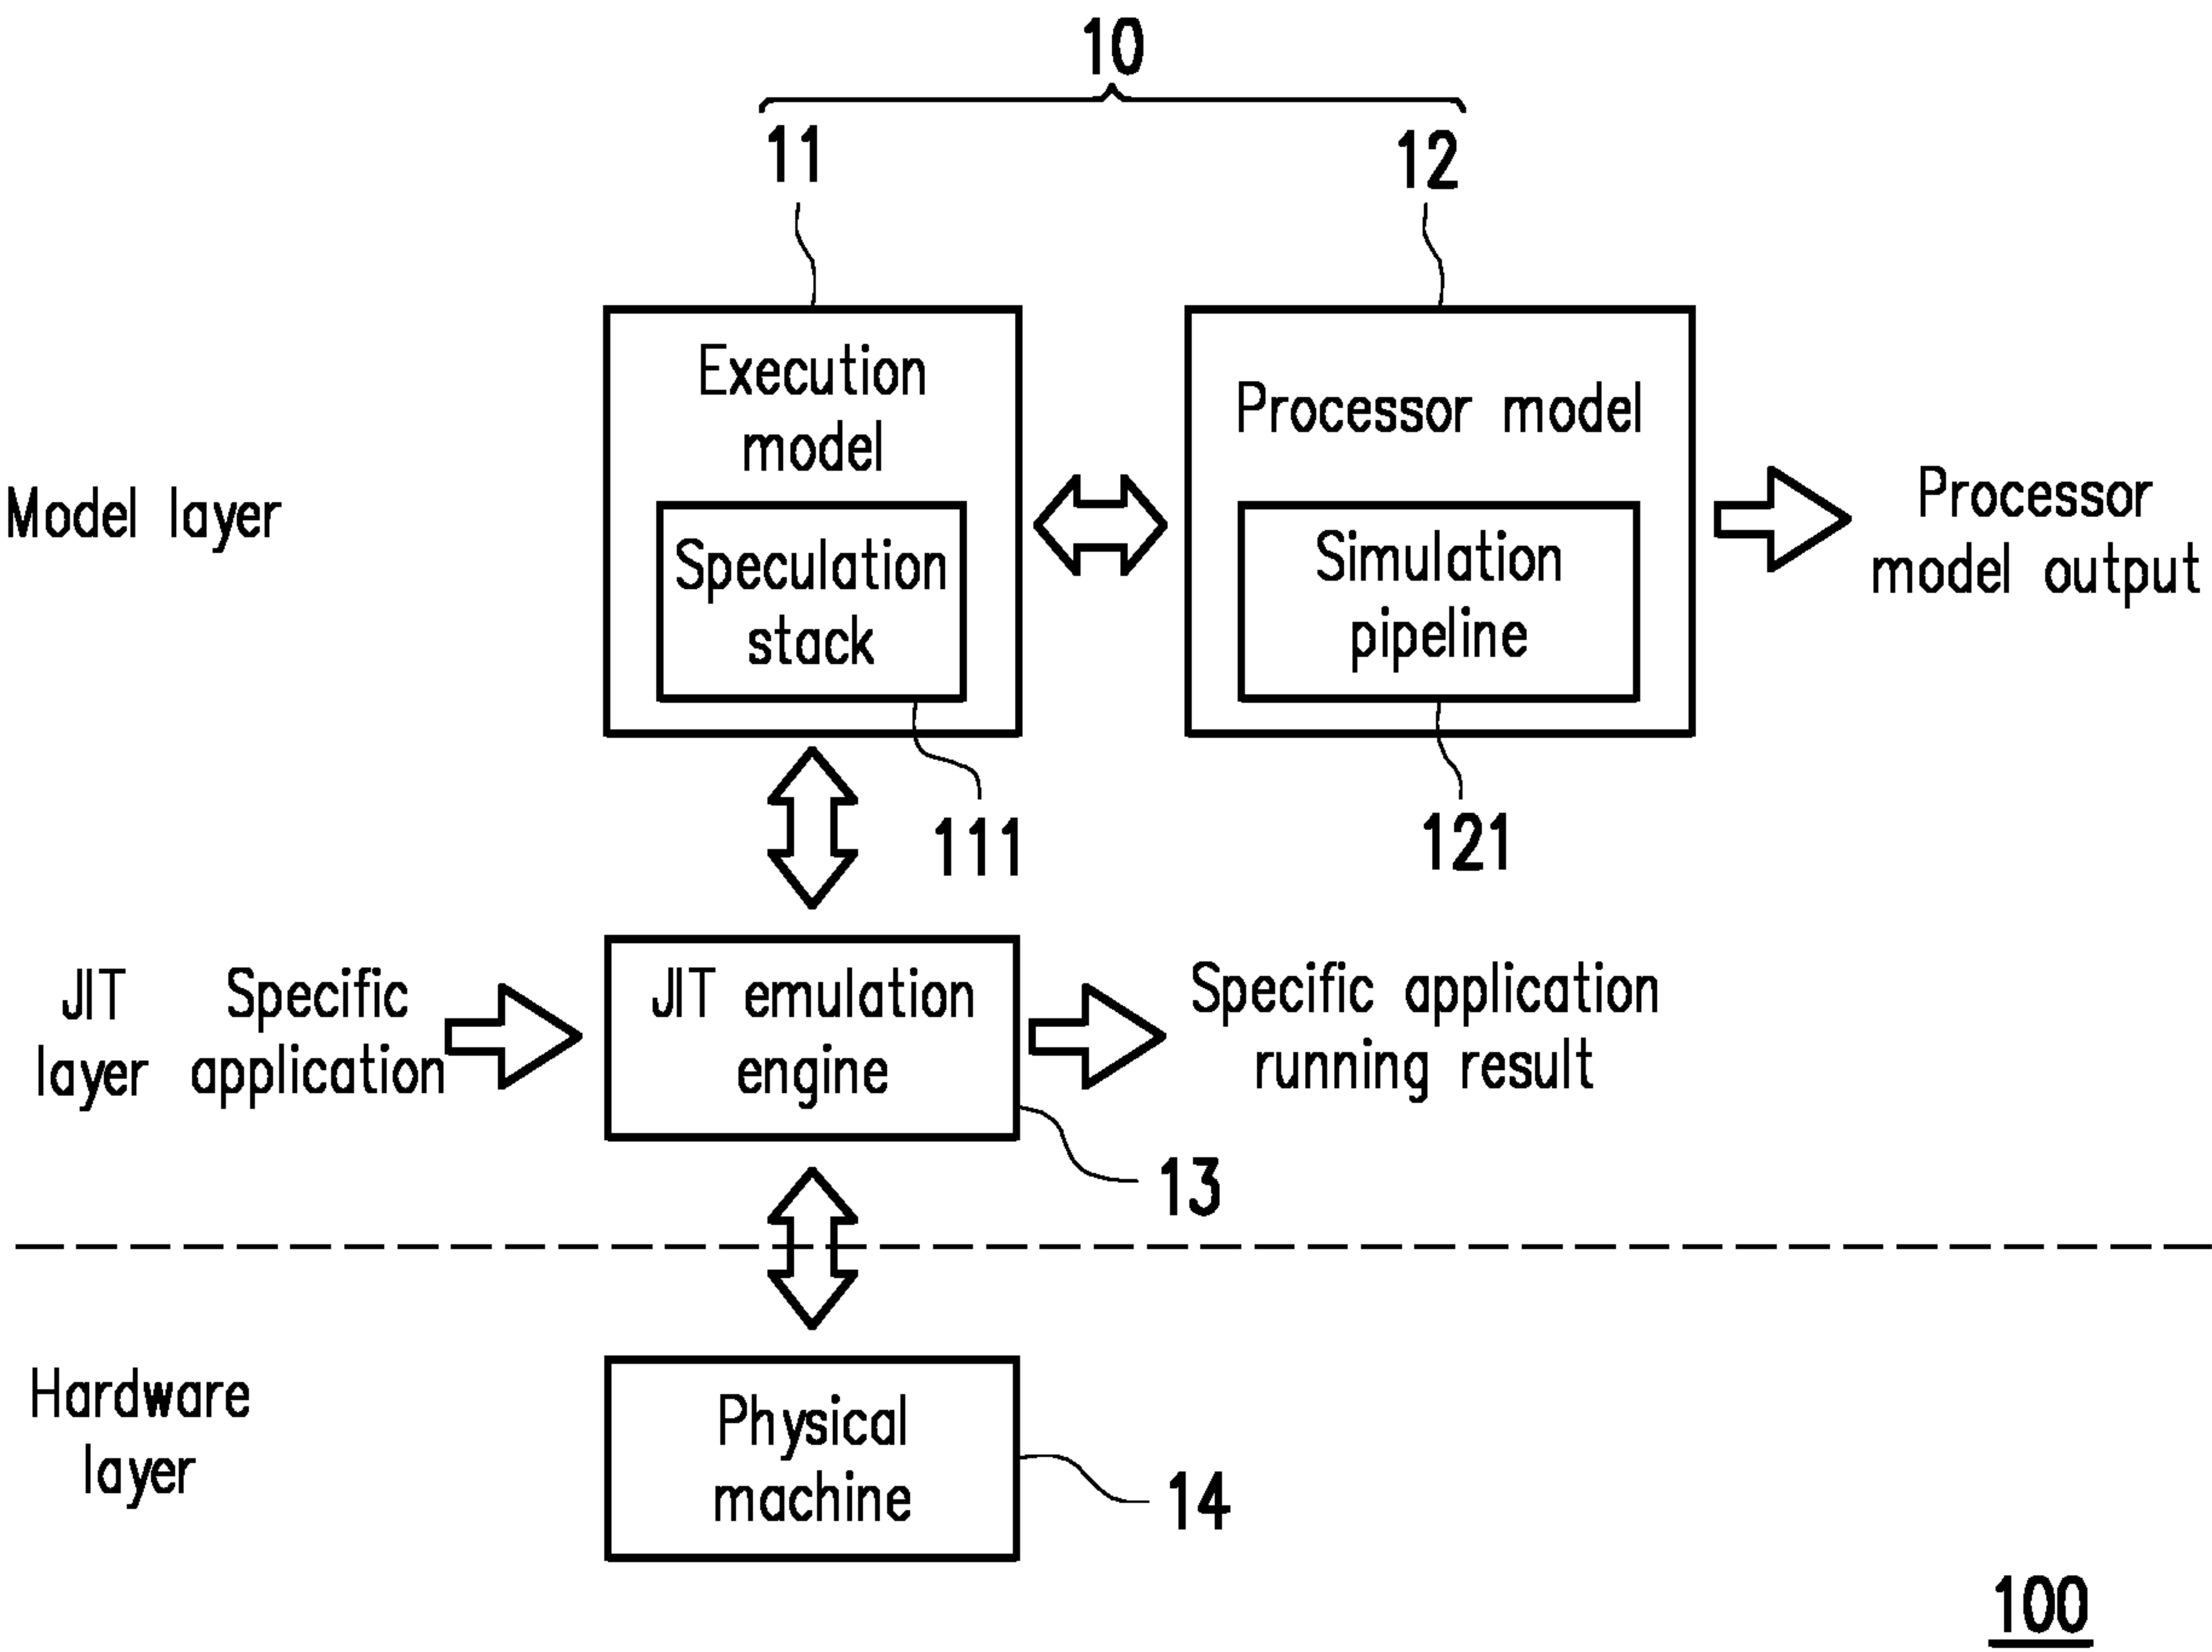 10
11
12
Execution
model
Processor model
Model layer
Speculation
stack
Simulation
pipeline
Processor
model output
111
121
JIT
layer
Specific
application
JIT emulation
engine
Specific application
running result
13
Hardware
layer
Physical
machine
14
100